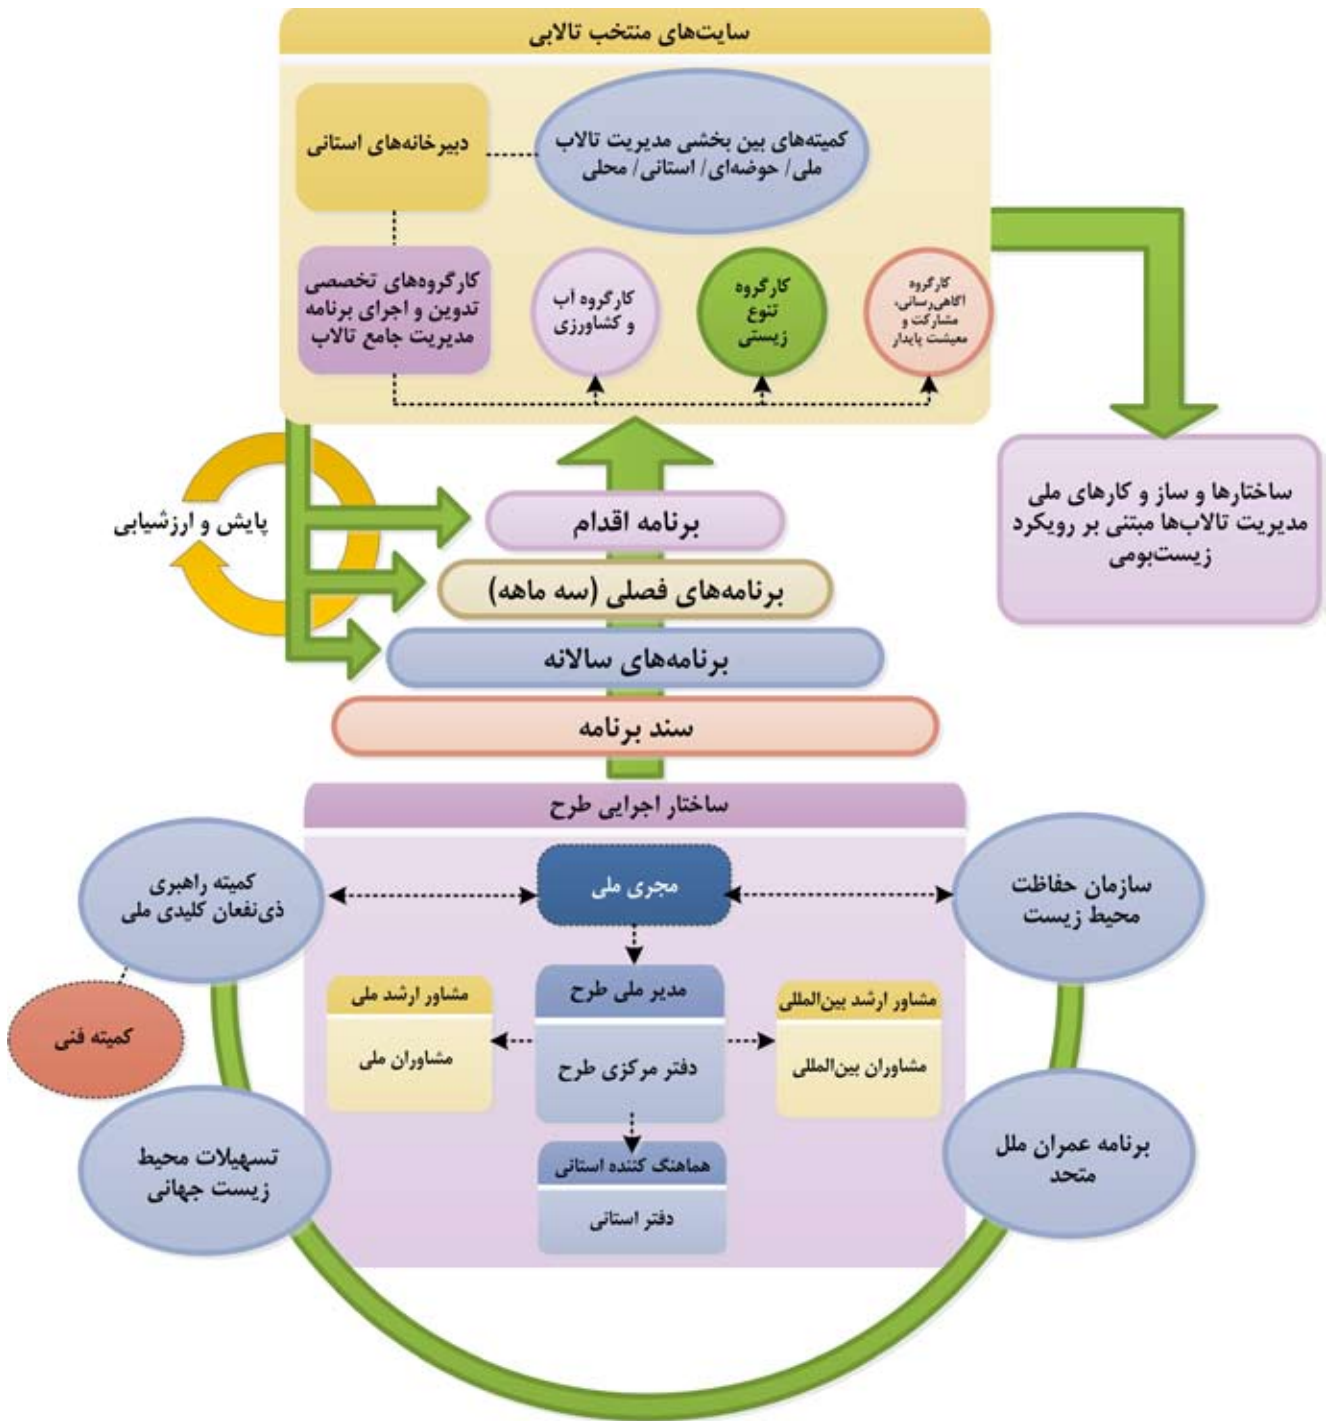 سایت‌های منتخب تالابی
کمیته‌های بین بخشی مدیریت تالاب
ملی/ حوضه‌ای/ استانی/ محلی
دبیرخانه‌های استانی
کارگروه
آگاهی‌رسانی،
مشارکت و
معیشت پایدار
کارگروه
تنوع
زیستی
کارگروه آب
و کشاورزی
کارگروه‌های تخصصی
تدوین و اجرای برنامه
مدیریت جامع تالاب
ساختارها و ساز و کارهای ملی
مدیریت تالاب‌ها مبتنی بر رویکرد
زیست‌بومی
پایش و ارزشیابی
برنامه اقدام
برنامه‌های فصلی (سه ماهه)
برنامه‌های سالانه
سند برنامه
ساختار اجرایی طرح
سازمان حفاظت
محیط زیست
مجری ملی
کمیته راهبری
ذی‌نفعان کلیدی ملی
کمیته فنی
مشاور ارشد بین‌المللی
مشاوران بین‌المللی
مدیر ملی طرح
دفتر مرکزی طرح
مشاور ارشد ملی
مشاوران ملی
برنامه عمران ملل
متحد
هماهنگ کننده استانی
دفتر استانی
تسهیلات محیط
زیست جهانی